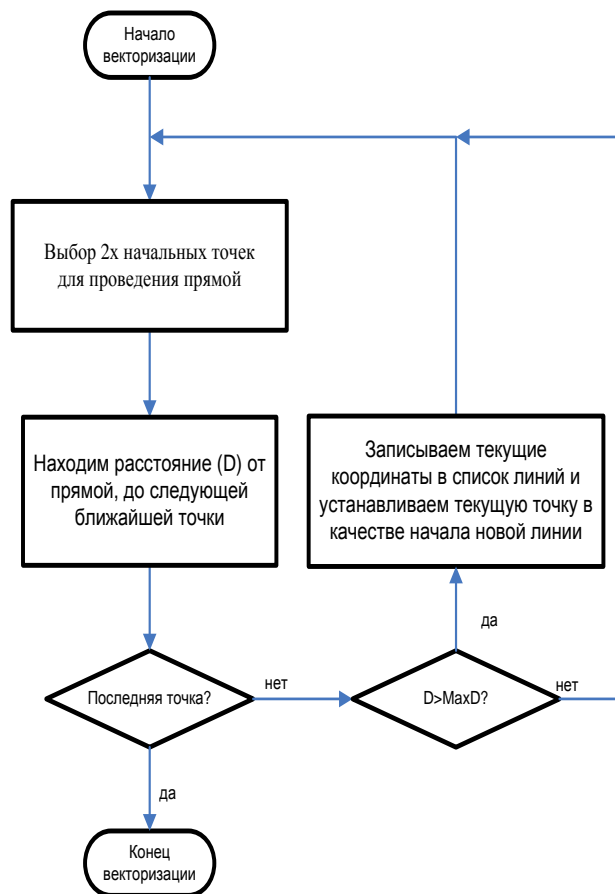 Начало
векторизации
Выбор 2х начальных точек
для проведения прямой
Находим расстояние (D) от
прямой, до следующей
ближайшей точки
Записываем текущие
координаты в список линий и
устанавливаем текущую точку в
качестве начала новой линии
да
Последняя точка?
нет
D>MaxD?
нет
да
Конец
векторизации